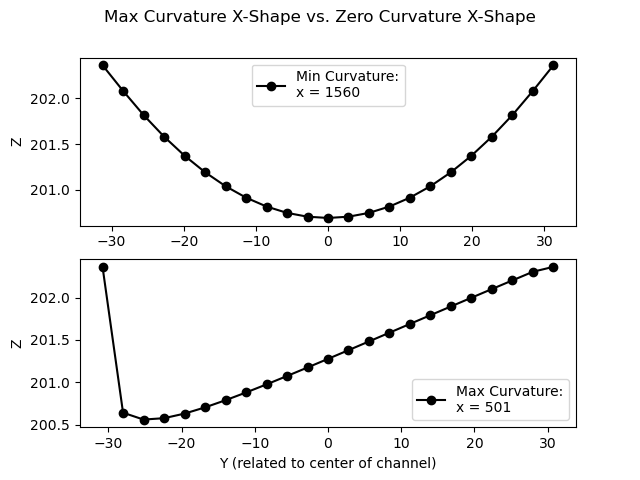 Max Curvature X-Shape vs. Zero Curvature X-Shape
Z
202.0
201.5
201.0
Min Curvature:
x = 1560
−30
−20
−10
0
10
20
30
Z
202.0
201.5
201.0
200.5
Max Curvature:
x = 501
−30
−20
−10
0
10
20
30
Y (related to center of channel)